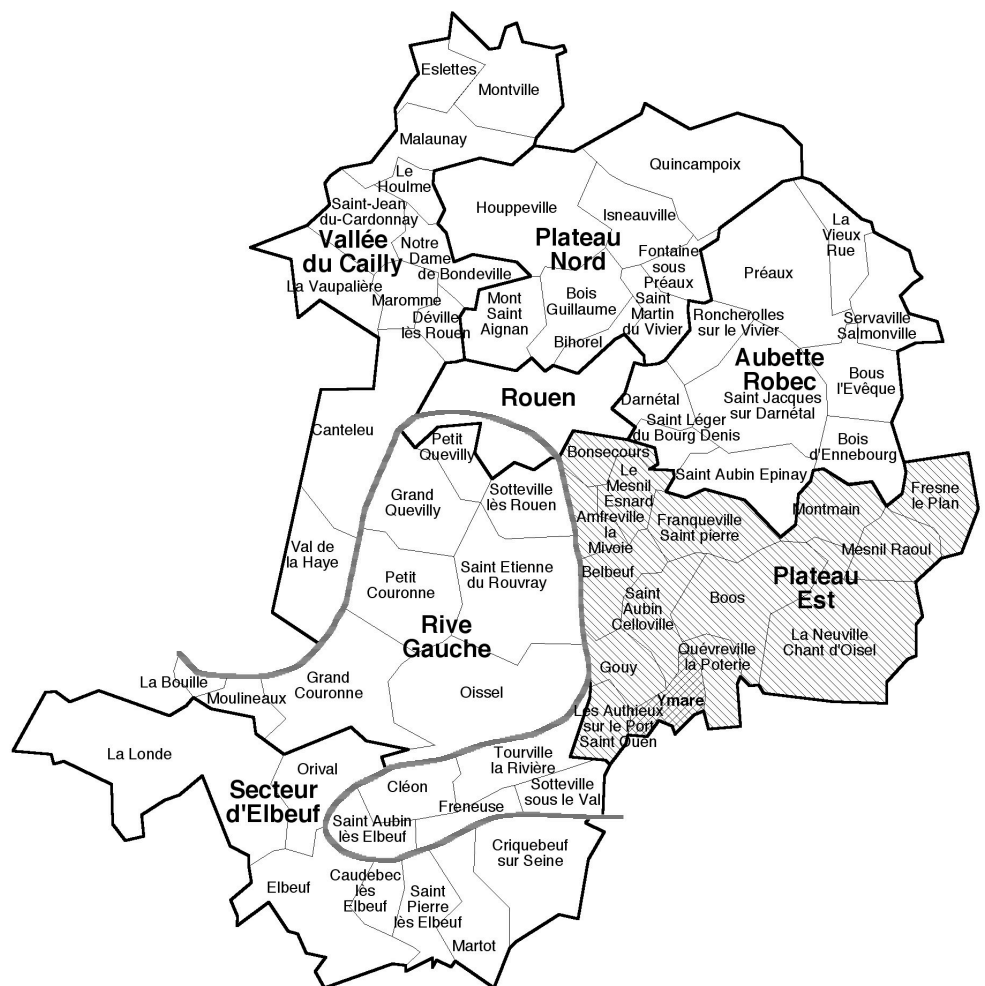 Eslettes
Montville
Malaunay
Le
Houlme
Saint-Jean
du-Cardonnay
Vallée
du Cailly
Notre
Dame
de Bondeville
La Vaupalière
Maromme
Déville
lès Rouen
Quincampoix
Houppeville
Isneauville
Plateau
Nord
Fontaine
sous
Préaux
Mont
Saint
Aignan
Bois
Guillaume
Saint
Martin
du Vivier
Bihorel
La
Vieux
Rue
Préaux
Roncherolles
sur le Vivier
Servaville
Salmonville
Aubette
Robec
Bous
l'Evêque
Darnétal
Saint Jacques
sur Darnétal
Saint Léger
du Bourg Denis
Bois
d'Ennebourg
Saint Aubin Epinay
Rouen
Canteleu
Val de
la Haye
Petit
Quevilly
Grand
Quevilly
Sotteville
lès Rouen
Petit
Couronne
Saint Etienne
du Rouvray
Rive
Gauche
Grand
Couronne
Oissel
La Bouille
Moulineaux
Bonsecours
Le
Mesnil
Esnard
Amfreville
la
Mivoie
Franqueville
Saint pierre
Montmain
Fresne
le Plan
Mesnil Raoul
Belbeuf
Plateau
Est
Saint
Aubin
Celloville
Boos
La Neuville
Chant d'Oisel
Gouy
Quévreville
la Poterie
Ymare
Les Authieux
sur le Port
Saint Ouen
La Londe
Orival
Secteur
d'Elbeuf
Cléon
Tourville
la Rivière
Freneuse
Sotteville
sous le Val
Saint Aubin
lès Elbeuf
Criquebeuf
sur Seine
Elbeuf
Caudebec
lès
Elbeuf
Saint
Pierre
lès Elbeuf
Martot